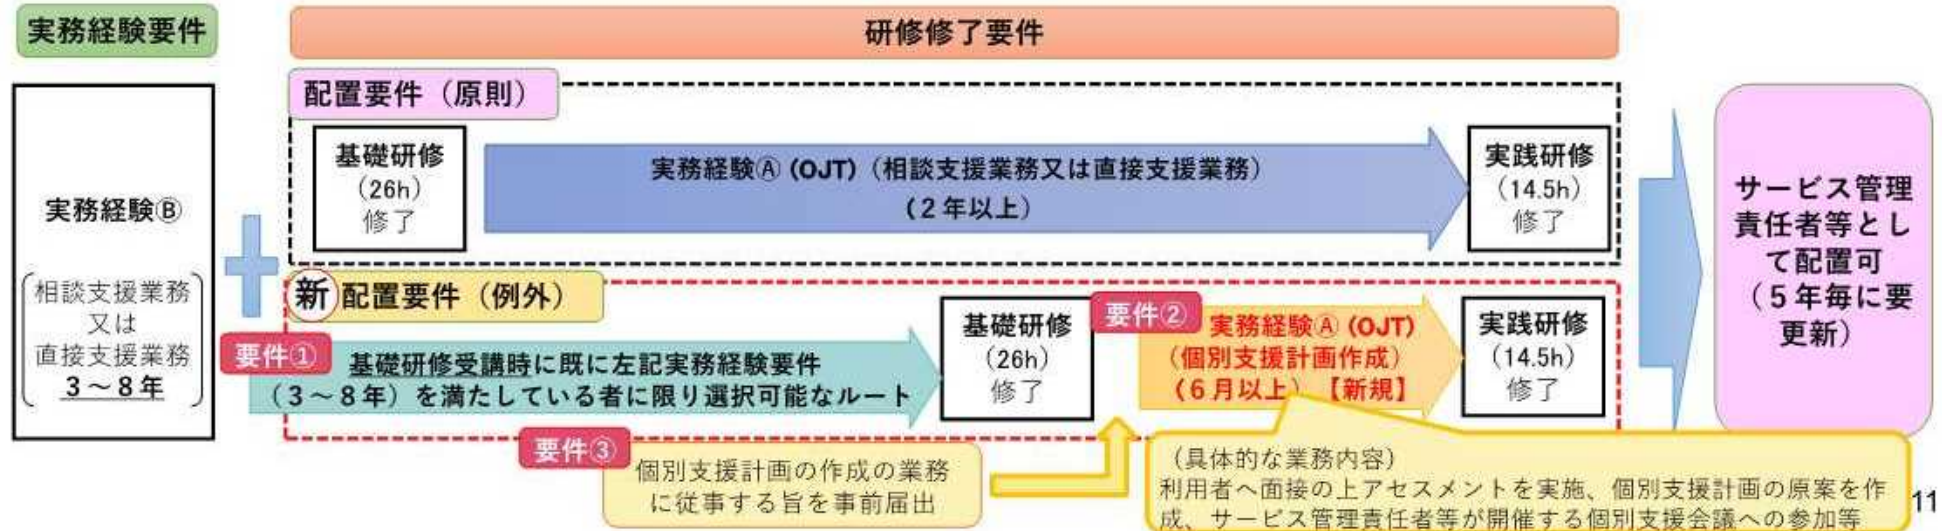 実務経験要件
研修修了要件
実務経験Ⓑ
相談支援業務
又は
直接支援業務
3～8年
配置要件（原則）
基礎研修
（26h）
修了
実務経験Ⓐ (OJT)（相談支援業務又は直接支援業務）
（2年以上）
実践研修
（14.5h）
修了
新 配置要件（例外）
要件①
基礎研修受講時に既に左記実務経験要件
（3～8年）を満たしている者に限り選択可能なルート
基礎研修
（26h）
修了
要件②
実務経験Ⓐ (OJT)
（個別支援計画作成）
（6月以上）【新規】
実践研修
（14.5h）
修了
要件③
個別支援計画の作成の業務
に従事する旨を事前届出
（具体的な業務内容）
利用者へ面接の上アセスメントを実施、個別支援計画の原案を作
成、サービス管理責任者等が開催する個別支援会議への参加等
サービス管理
責任者等とし
て配置可
（5年毎に要
更新）
11